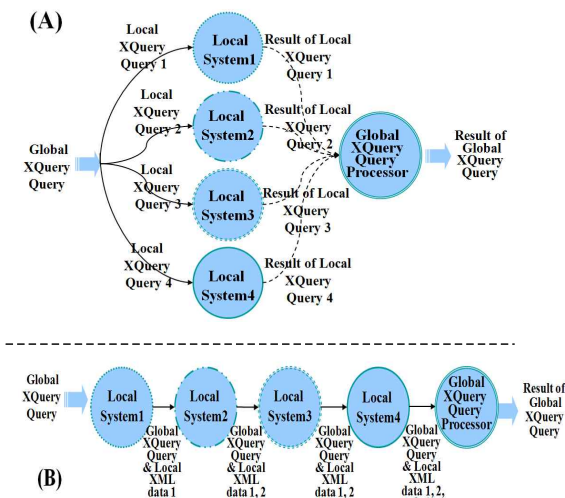 (A)
Local
XQuery
Query 1
Local
System1
Result of Local
XQuery
Query 1
Local
XQuery
Query 2
Local
System2
Result of Local
XQuery
Query 2
Global
XQuery
Query
Global
XQuery
Query
Processor
Result of
Global
XQuery
Query
Local
XQuery
Query 3
Local
System3
Result of Local
XQuery
Query 3
Local
XQuery
Query 4
Local
System4
Result of Local
XQuery
Query 4
Global
XQuery
Query
Local
System1
Local
System2
Local
System3
Local
System4
Global
XQuery
Query
Processor
Result of
Global
XQuery
Query
(B)
Global
XQuery
Query
& Local
XML
data 1
Global
XQuery
Query
& Local
XML
data 1, 2
Global
XQuery
Query
& Local
XML
data 1, 2
Global
XQuery
Query
& Local
XML
data 1, 2,